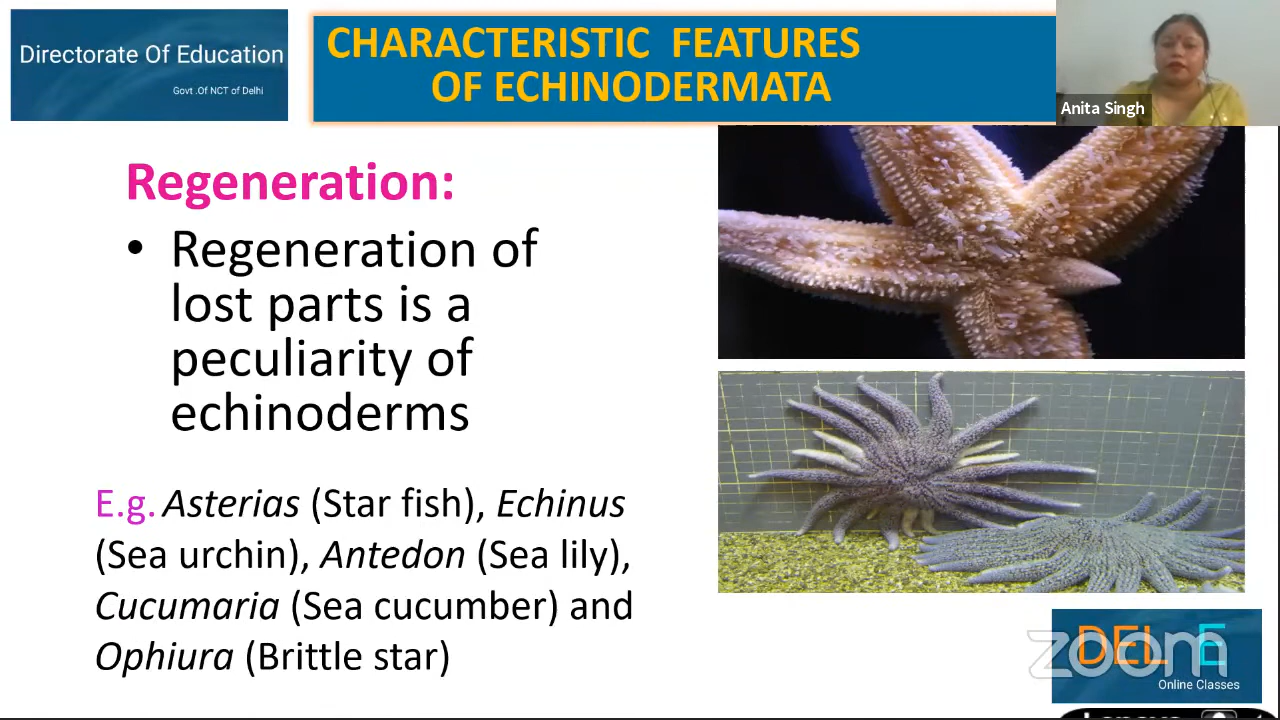 Directorate Of Education
Govt .Of NCT of Delhi
CHARACTERISTIC FEATURES
OF ECHINODERMATA
Anita Singh
Regeneration:
• Regeneration of
lost parts is a
peculiarity of
echinoderms
E.g. Asterias (Star fish), Echinus
(Sea urchin), Antedon (Sea lily),
Cucumaria (Sea cucumber) and
Ophiura (Brittle star)
DEL E
zoom
Online Classes